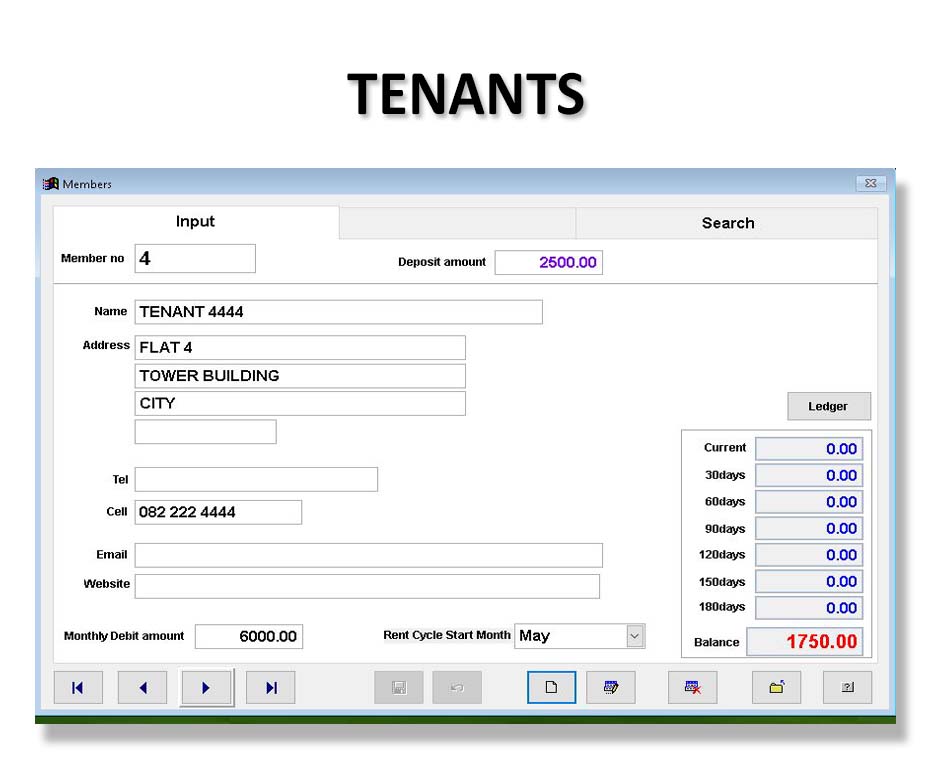 TENANTS
Members
Input Search
Member no 4 Deposit amount 2500.00
Name TENANT 4444
Address FLAT 4
TOWER BUILDING
CITY
Ledger
Current 0.00
30days 0.00
Tel
60days 0.00
Cell 082 222 4444
90days 0.00
Email 120days 0.00
Website 150days 0.00
180days 0.00
Monthly Debit amount 6000.00 Rent Cycle Start Month May Balance 1750.00